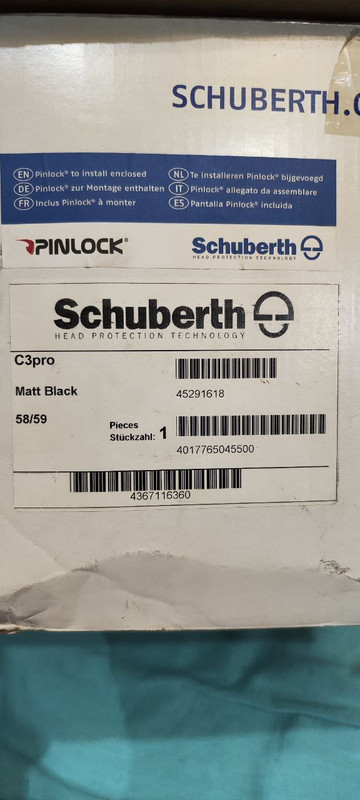 SCHUBERTH.
EN Pinlock® to install enclosed
DE Pinlock® zur Montage enthalten
FR Inclus Pinlock® à monter
NL Te installeren Pinlock® bijgevoegd
IT Pinlock® allegato da assemblare
ES Pantalla Pinlock® incluida
PINLOCK®
Schuberth
HEAD PROTECTION TECHNOLOGY
Schuberth
HEAD PROTECTION TECHNOLOGY
C3pro
Matt Black
45291618
58/59
Pieces
Stückzahl: 1
4017765045500
4367116360